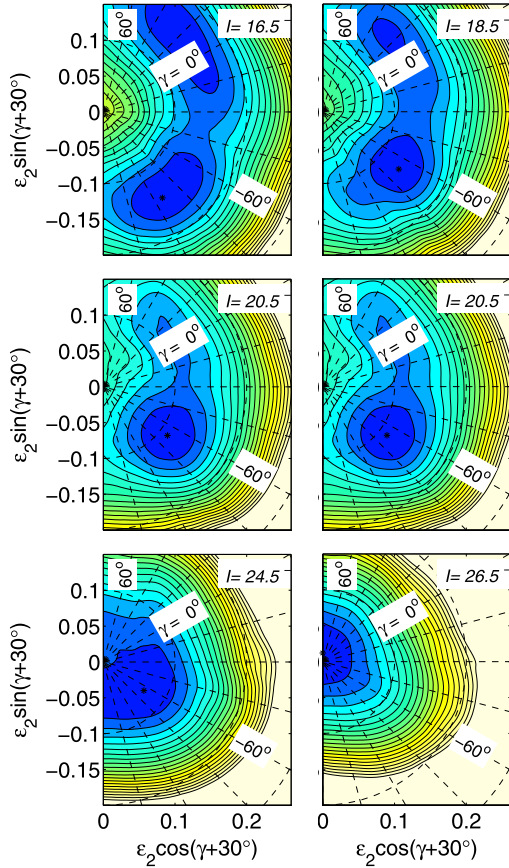 0.15
0.1
0.05
0
-0.05
-0.1
-0.15
ε2sin(γ+30°)
60°
γ = 0°
-60°
I= 16.5
60°
γ = 0°
-60°
I= 18.5
0.1
0.05
0
-0.05
-0.1
-0.15
ε2sin(γ+30°)
60°
γ = 0°
-60°
I= 20.5
60°
γ = 0°
-60°
I= 20.5
0.1
0.05
0
-0.05
-0.1
-0.15
ε2sin(γ+30°)
60°
γ = 0°
-60°
I= 24.5
60°
γ = 0°
-60°
I= 26.5
0 0.1 0.2
0 0.1 0.2
ε2cos(γ+30°)
ε2cos(γ+30°)